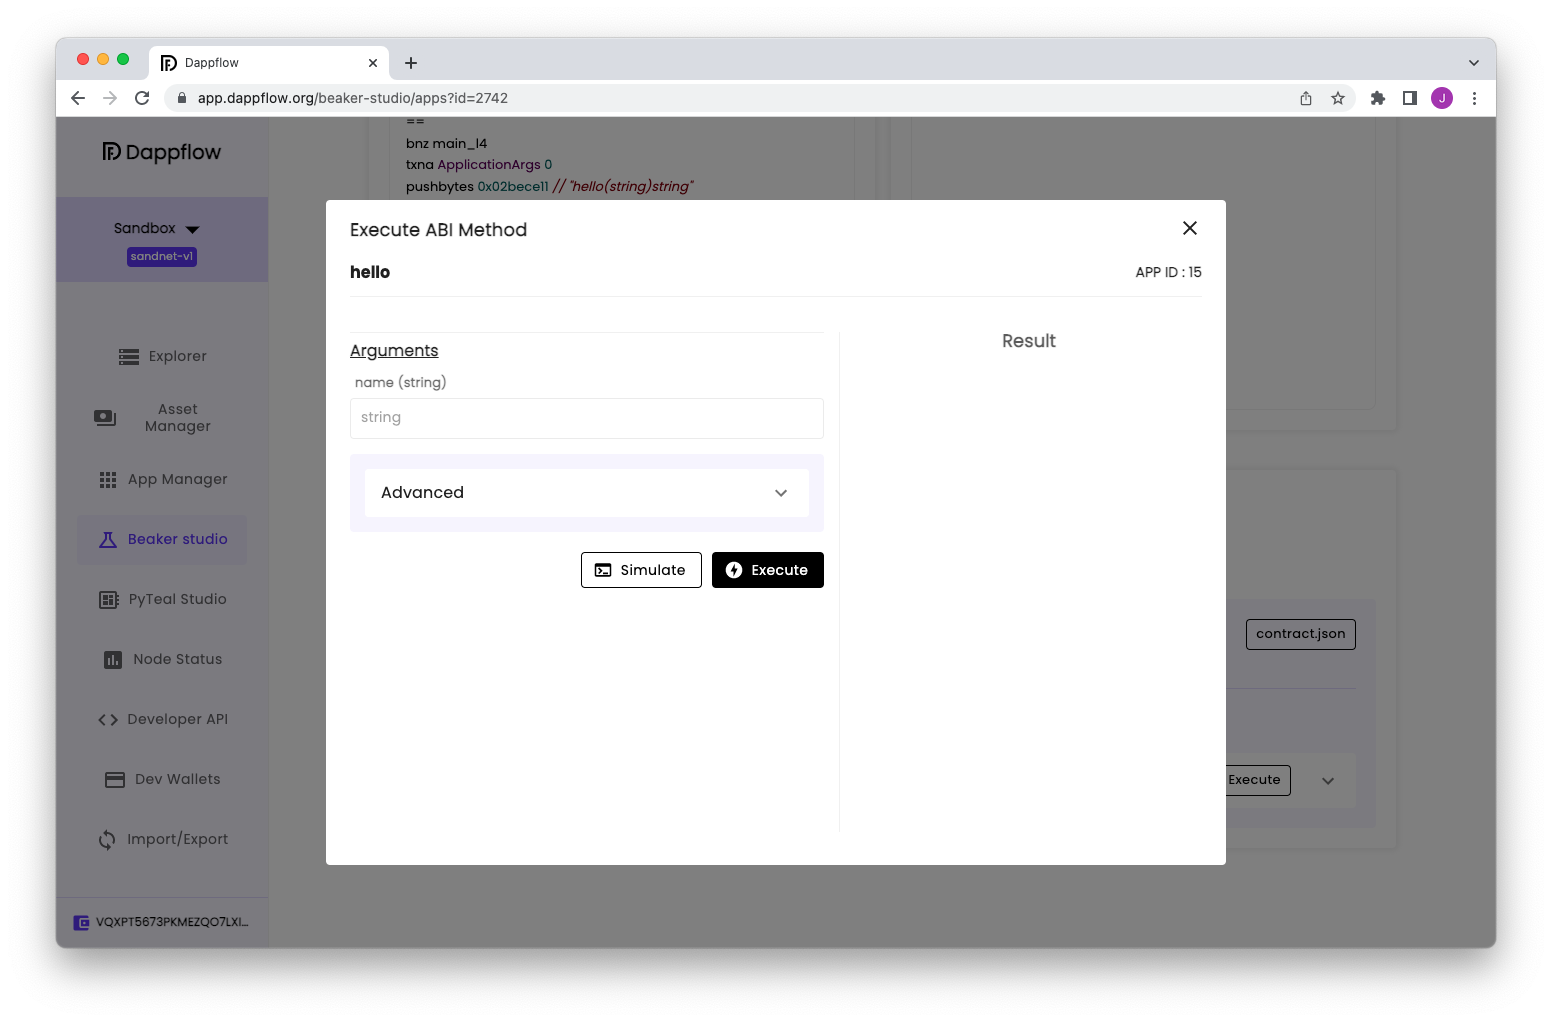 Dappflow
app.dappflow.org/beaker-studio/apps?id=2742
J
Dappflow
Sandbox
sandnet-v1
Explorer
Asset
Manager
App Manager
Beaker studio
PyTeal Studio
Node Status
Developer API
Dev Wallets
Import/Export
VQXPT5673PKMEZQO7LXI...
==
bnz main_l4
txna ApplicationArgs 0
pushbytes 0x02bece11 // "hello(string)string"
Execute ABI Method
hello
APP ID : 15
Arguments
name (string)
string
Advanced
Simulate
Execute
Result
contract.json
Execute